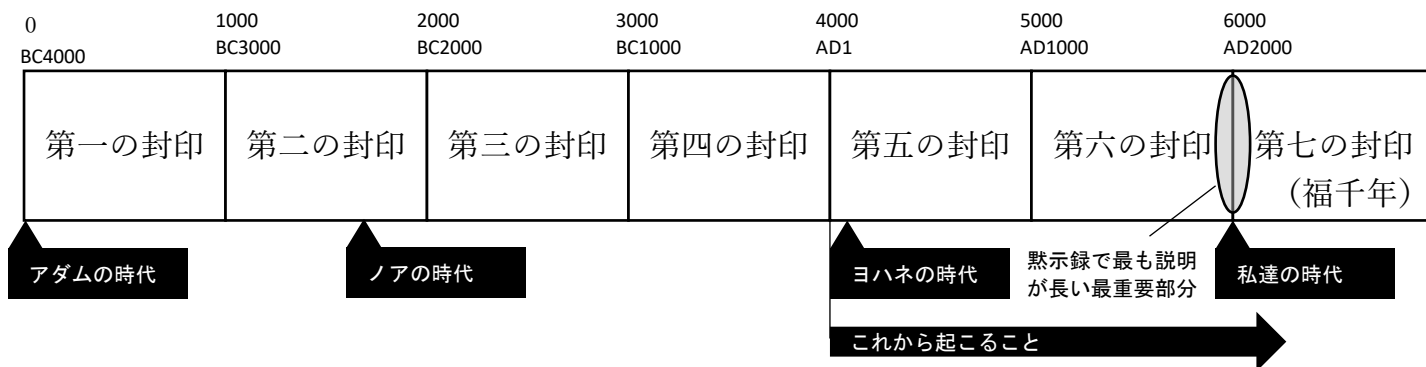 0
BC4000
1000
BC3000
2000
BC2000
3000
BC1000
4000
AD1
5000
AD1000
6000
AD2000
第一の封印
第二の封印
第三の封印
第四の封印
第五の封印
第六の封印
第七の封印
（福千年）
アダムの時代
ノアの時代
ヨハネの時代
黙示録で最も説明
が長い最重要部分
私達の時代
これから起こること